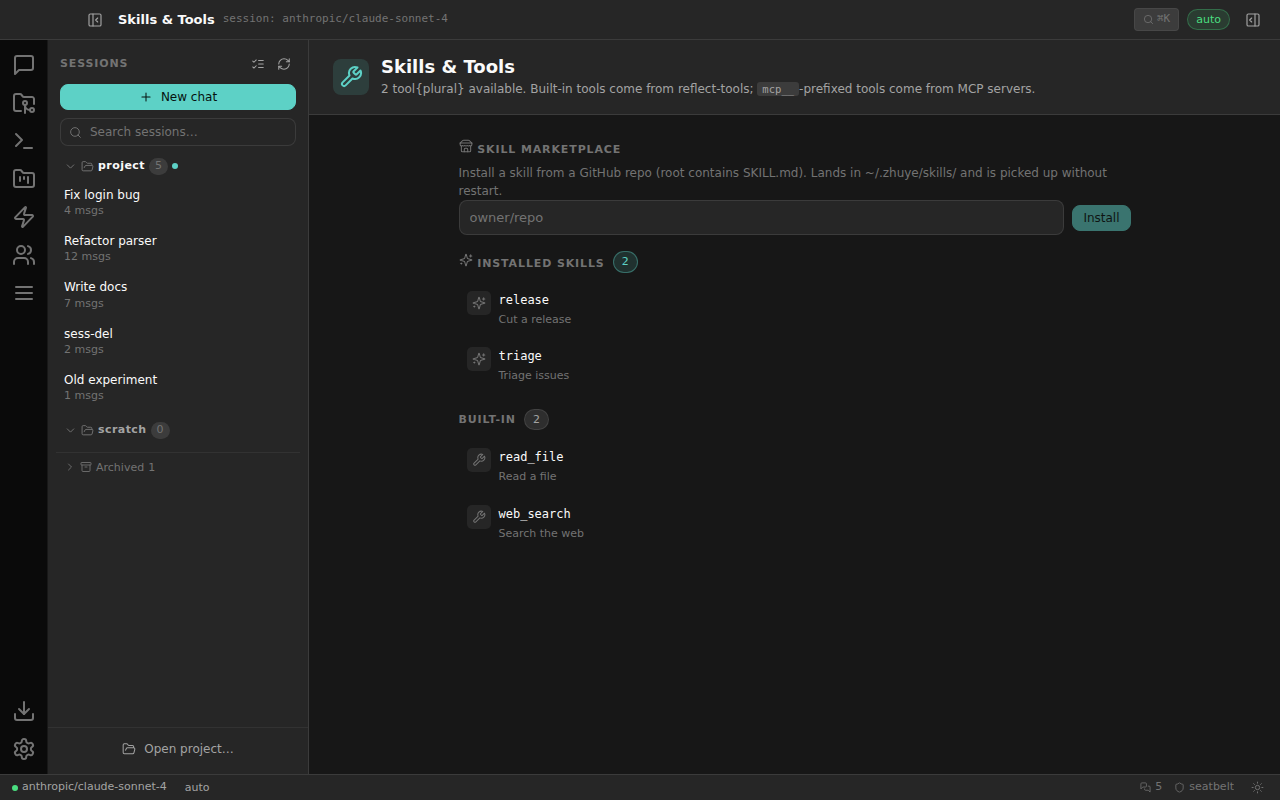 Skills & Tools session: anthropic/claude-sonnet-4
⌘K
auto
SESSIONS
New chat
Search sessions…
project 5
Fix login bug
4 msgs
Refactor parser
12 msgs
Write docs
7 msgs
sess-del
2 msgs
Old experiment
1 msgs
scratch 0
Archived 1
Open project…
Skills & Tools
2 tool{plural} available. Built-in tools come from reflect-tools; mcp__-prefixed tools come from MCP servers.
SKILL MARKETPLACE
Install a skill from a GitHub repo (root contains SKILL.md). Lands in ~/.zhuye/skills/ and is picked up without
restart.
owner/repo
Install
INSTALLED SKILLS 2
release
Cut a release
triage
Triage issues
BUILT-IN 2
read_file
Read a file
web_search
Search the web
anthropic/claude-sonnet-4 auto
5 seatbelt